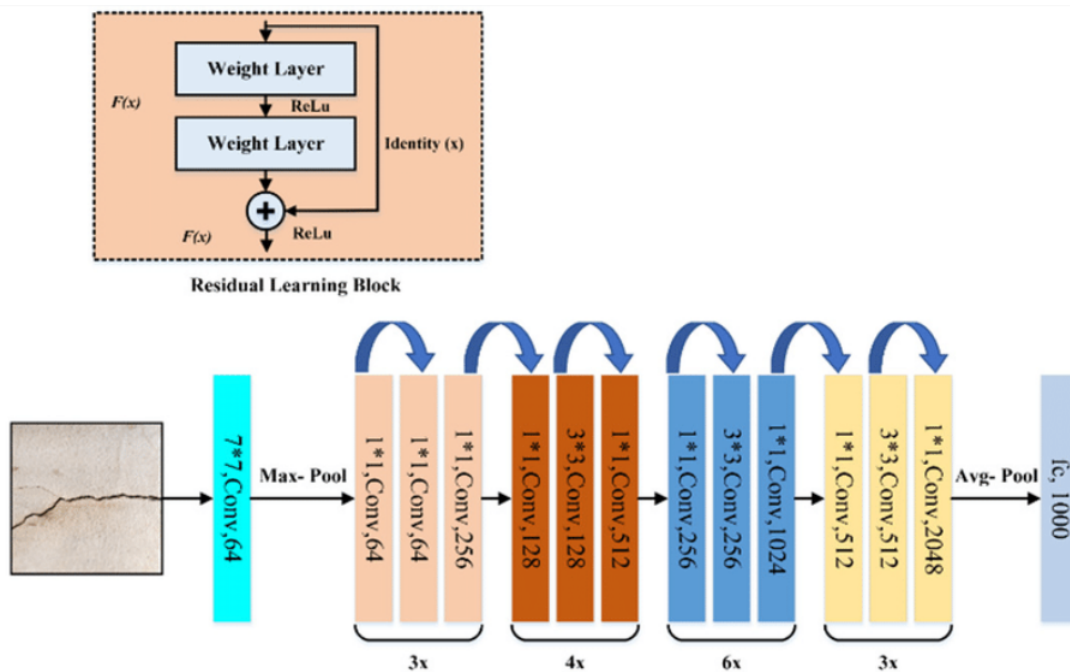 Weight Layer
F(x)
ReLu
Weight Layer
Identity (x)
F(x)
ReLu
Residual Learning Block
7*7,Conv,64
Max- Pool
1*1,Conv,64
1*1,Conv,64
1*1,Conv,256
1*1,Conv,128
3*3,Conv,128
1*1,Conv,512
1*1,Conv,256
3*3,Conv,256
1*1,Conv,1024
1*1,Conv,512
3*3,Conv,512
1*1,Conv,2048
Avg- Pool
fc, 1000
3x
4x
6x
3x